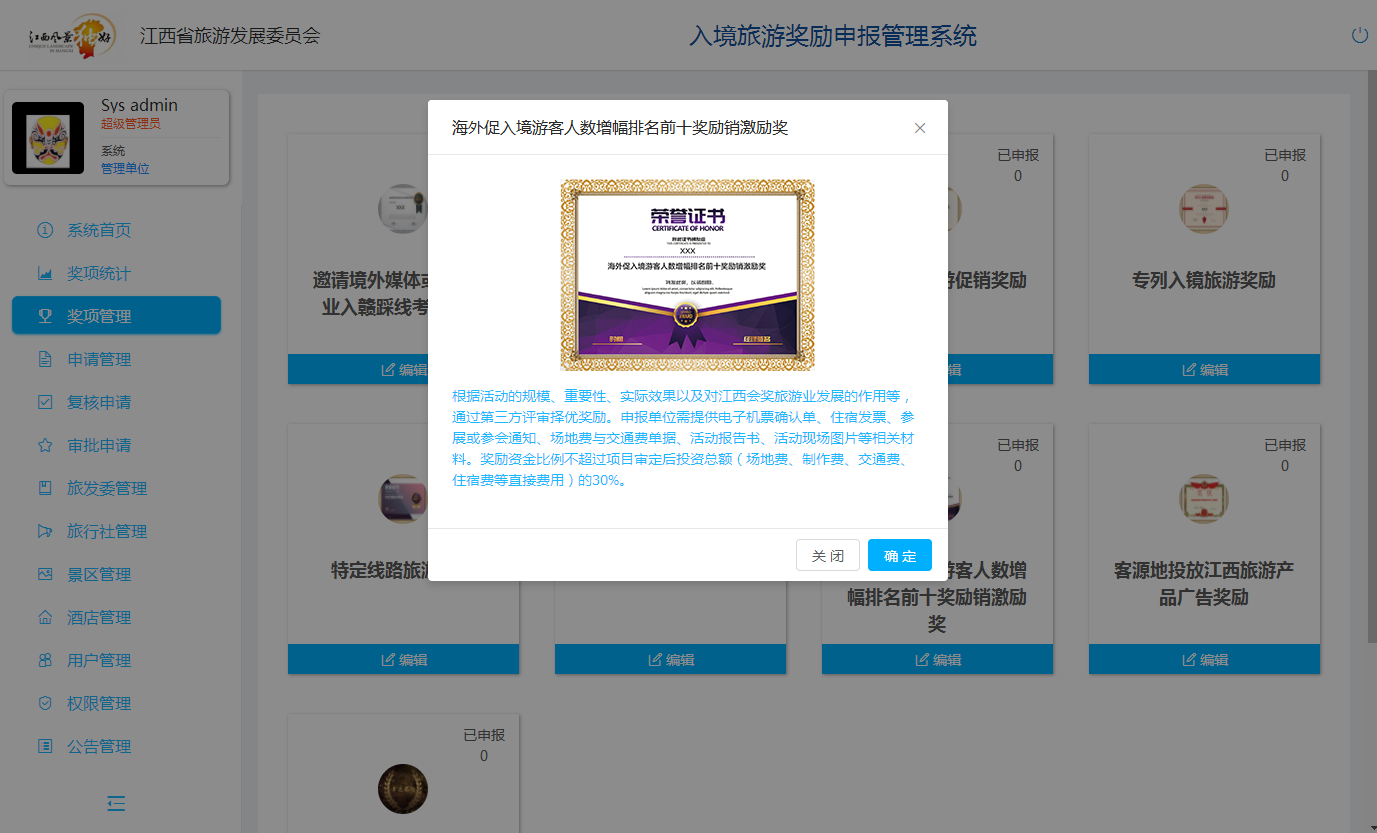 江西风景独好
江西省旅游发展委员会
入境旅游奖励申报管理系统
Sys admin
超级管理员
系统
管理单位
系统首页
奖项统计
奖项管理
申请管理
复核申请
审批申请
旅发委管理
旅行社管理
景区管理
酒店管理
用户管理
权限管理
公告管理
海外促入境游客人数增幅排名前十奖励销激励奖
荣誉证书
CERTIFICATE OF HONOR
XXX
海外促入境游客人数增幅排名前十奖励销激励奖
根据活动的规模、重要性、实际效果以及对江西会奖旅游业发展的作用等，
通过第三方评审择优奖励。申报单位需提供电子机票确认单、住宿发票、参
展或参会通知、场地费与交通费单据、活动报告书、活动现场图片等相关材
料。奖励资金比例不超过项目审定后投资总额（场地费、制作费、交通费、
住宿费等直接费用）的30%。
关 闭
确 定
邀请境外媒体
业入赣踩线考
编辑
已申报
0
促销奖励
辑
已申报
0
专列入镜旅游奖励
编辑
特定线路旅
编辑
编辑
已申报
0
客人数增
幅排名前十奖励销激励
奖
编辑
已申报
0
客源地投放江西旅游产
品广告奖励
编辑
已申报
0